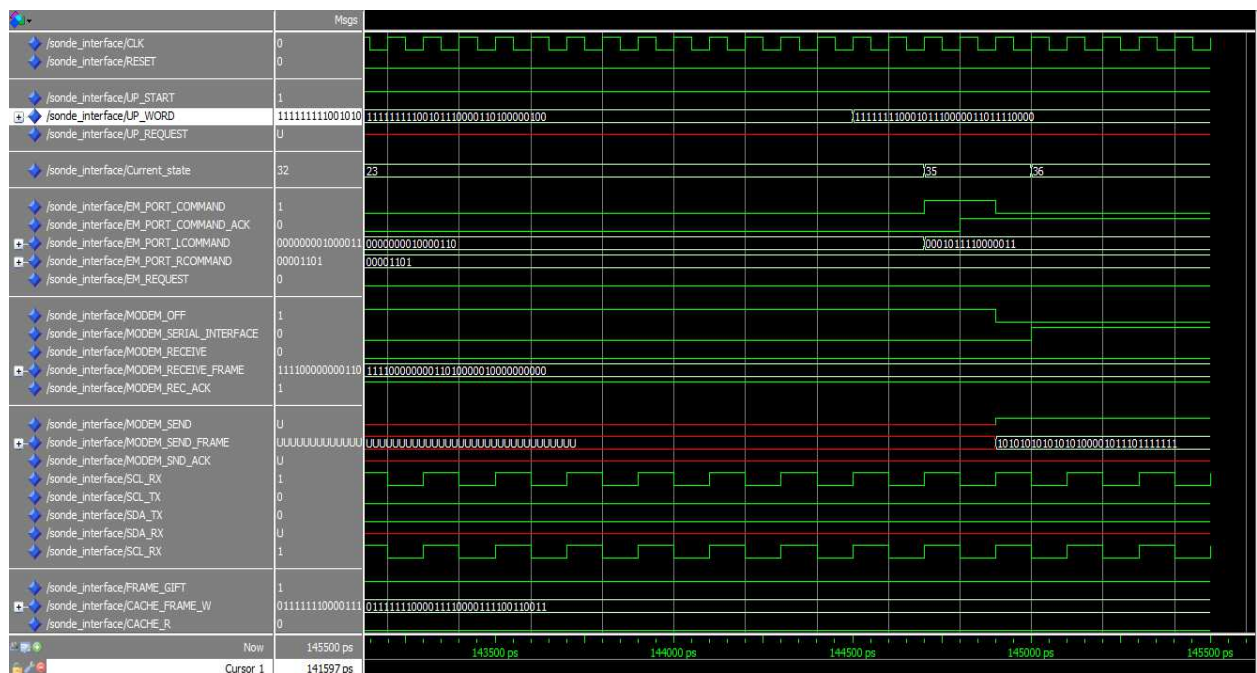 Msgs
/sonde_interface/CLK 0
/sonde_interface/RESET 0
/sonde_interface/UP_START 1
/sonde_interface/UP_WORD 111111111001010 11111111100101110000110100000100 11111111000101110000011011110000
/sonde_interface/UP_REQUEST U
/sonde_interface/Current_state 32 23 35 36
/sonde_interface/EM_PORT_COMMAND 1
/sonde_interface/EM_PORT_COMMAND_ACK 0
/sonde_interface/EM_PORT_LCOMMAND 000000001000011 0000000010000110 0001011110000011
/sonde_interface/EM_PORT_RCOMMAND 00001101 00001101
/sonde_interface/EM_REQUEST 0
/sonde_interface/MODEM_OFF 1
/sonde_interface/MODEM_SERIAL_INTERFACE 0
/sonde_interface/MODEM_RECEIVE 0
/sonde_interface/MODEM_RECEIVE_FRAME 111100000000110
/sonde_interface/MODEM_REC_ACK 1
/sonde_interface/MODEM_SEND U
/sonde_interface/MODEM_SEND_FRAME
/sonde_interface/MODEM_SND_ACK U
/sonde_interface/SCL_RX 1
/sonde_interface/SCL_TX 0
/sonde_interface/SDA_TX 0
/sonde_interface/SDA_RX U
/sonde_interface/SCL_RX 1
/sonde_interface/FRAME_GIFT 1
/sonde_interface/CACHE_FRAME_W 011111110000111 01111111000011110000111100110011
/sonde_interface/CACHE_R 0
Now 145500 ps 143500 ps 144000 ps 144500 ps 145000 ps 145500 ps
Cursor 1 141597 ps